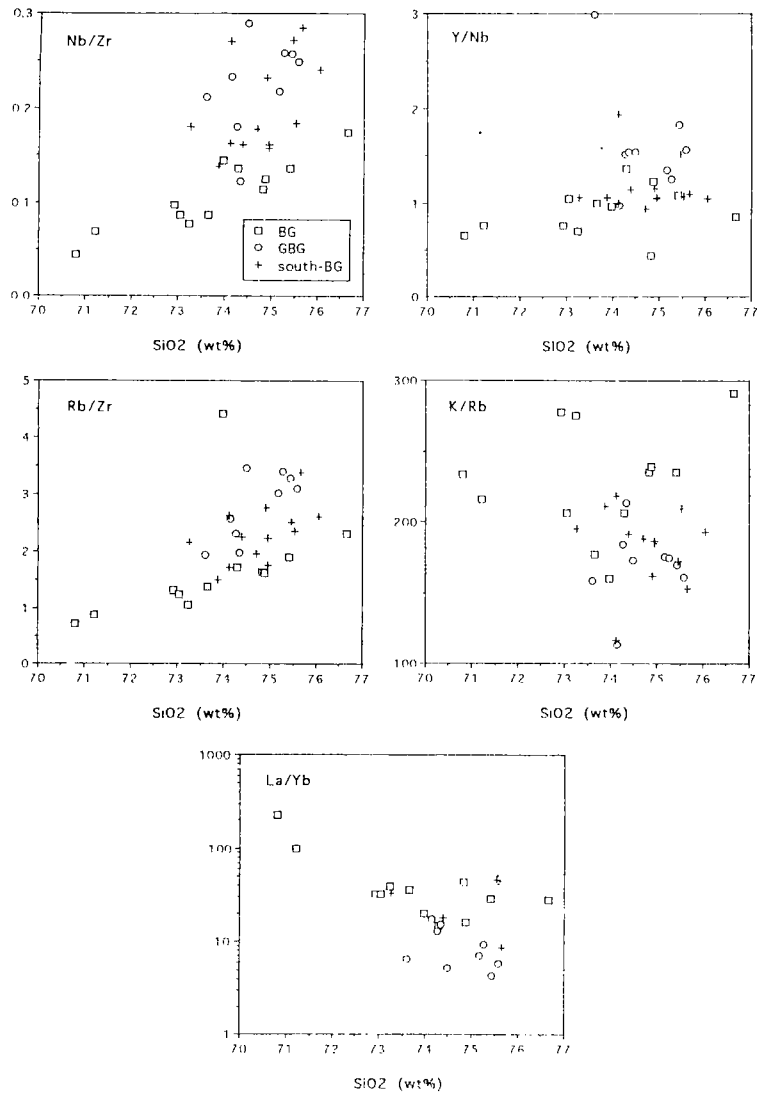 Nb/Zr
Y/Nb
0.3
0.2
0.1
0.0
3
2
1
0
BG
GBG
south-BG
70 71 72 73 74 75 76 77
70 71 72 73 74 75 76 77
SiO2 (wt%)
SiO2 (wt%)
Rb/Zr
K/Rb
5
4
3
2
1
0
300
200
100
70 71 72 73 74 75 76 77
70 71 72 73 74 75 76 77
SiO2 (wt%)
SiO2 (wt%)
La/Yb
1000
100
10
1
70 71 72 73 74 75 76 77
SiO2 (wt%)